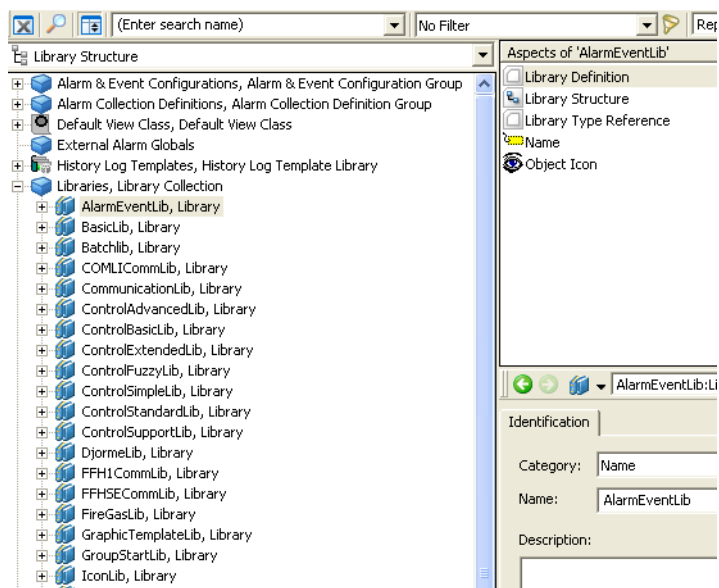 (Enter search name)
No Filter
Rep
Library Structure
Alarm & Event Configurations, Alarm & Event Configuration Group
Alarm Collection Definitions, Alarm Collection Definition Group
Default View Class, Default View Class
External Alarm Globals
History Log Templates, History Log Template Library
Libraries, Library Collection
AlarmEventLib, Library
BasicLib, Library
Batchlib, Library
COMLICommLib, Library
CommunicationLib, Library
ControlAdvancedLib, Library
ControlBasicLib, Library
ControlExtendedLib, Library
ControlFuzzyLib, Library
ControlSimpleLib, Library
ControlStandardLib, Library
ControlSupportLib, Library
DjormeLib, Library
FFH1CommLib, Library
FFHSECommLib, Library
FireGasLib, Library
GraphicTemplateLib, Library
GroupStartLib, Library
IconLib, Library
Aspects of 'AlarmEventLib'
Library Definition
Library Structure
Library Type Reference
Name
Object Icon
AlarmEventLib:Li
Identification
Category:
Name
Name:
AlarmEventLib
Description: